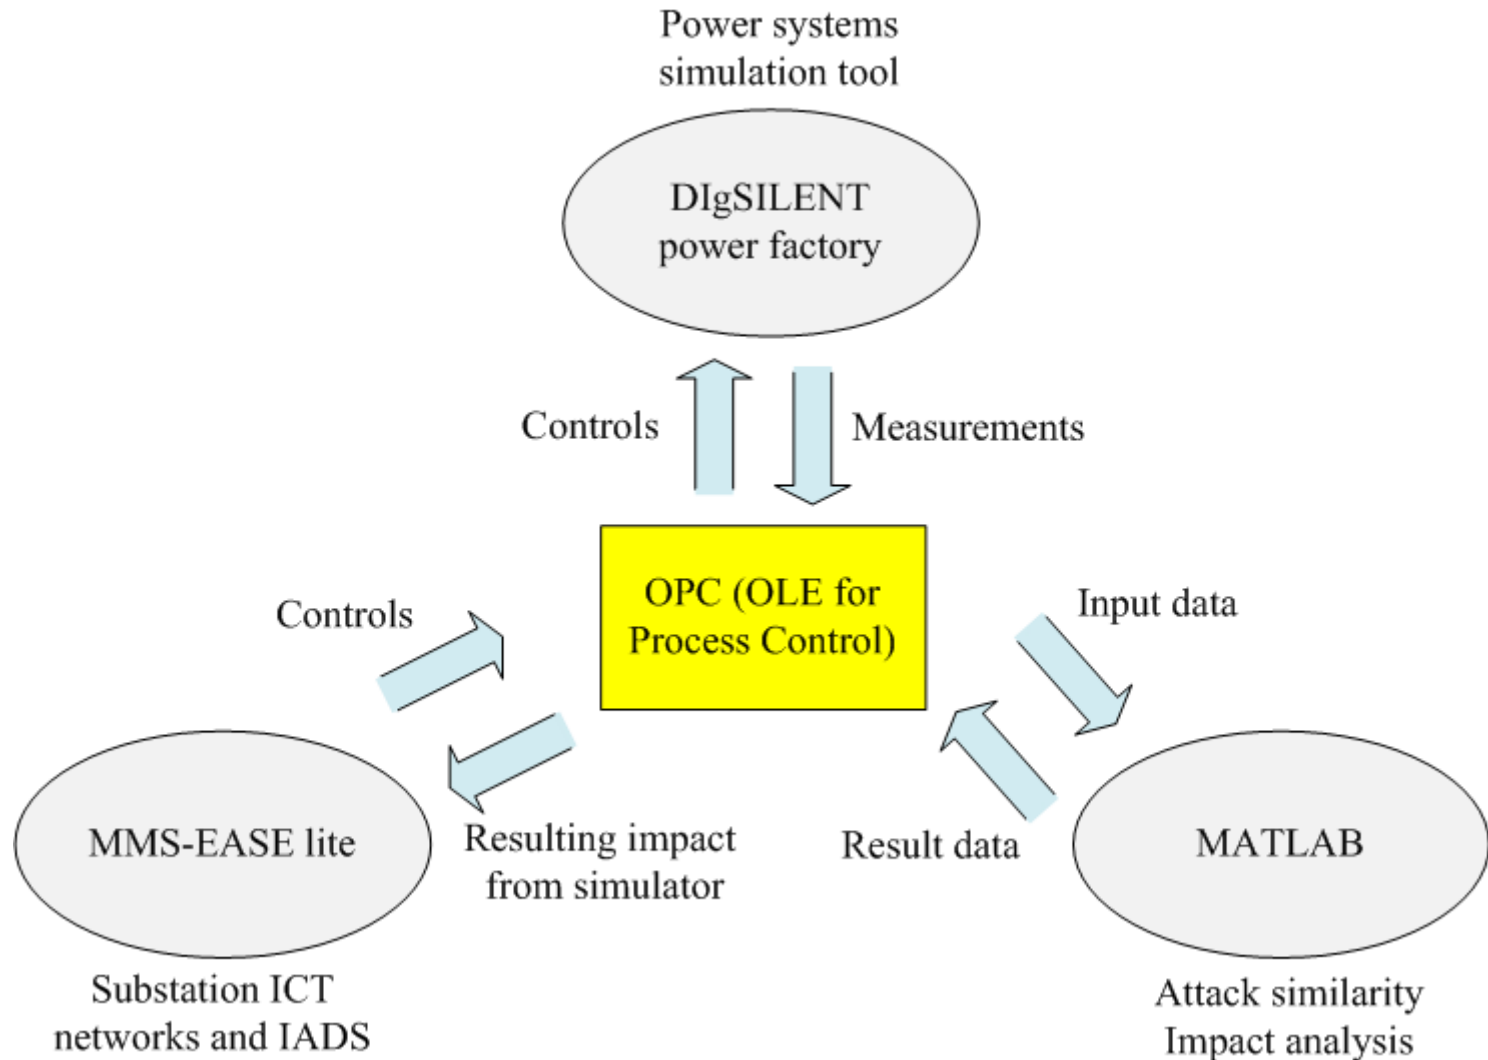 Power systems
simulation tool
DIgSILENT
power factory
Controls
Measurements
OPC (OLE for
Process Control)
Controls
Input data
MMS-EASE lite
Resulting impact
from simulator
Result data
MATLAB
Substation ICT
networks and IADS
Attack similarity
Impact analysis